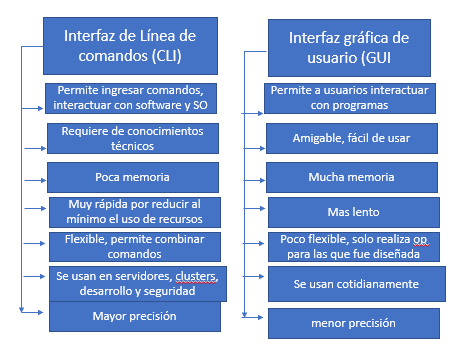 Interfaz de Línea de
comandos (CLI)
Permite ingresar comandos,
interactuar con software y SO
Requiere de conocimientos
técnicos
Poca memoria
Muy rápida por reducir al
mínimo el uso de recursos
Flexible, permite combinar
comandos
Se usan en servidores, clusters,
desarrollo y seguridad
Mayor precisión
Interfaz gráfica de
usuario (GUI
Permite a usuarios interactuar
con programas
Amigable, fácil de usar
Mucha memoria
Mas lento
Poco flexible, solo realiza op
para las que fue diseñada
Se usan cotidianamente
menor precisión